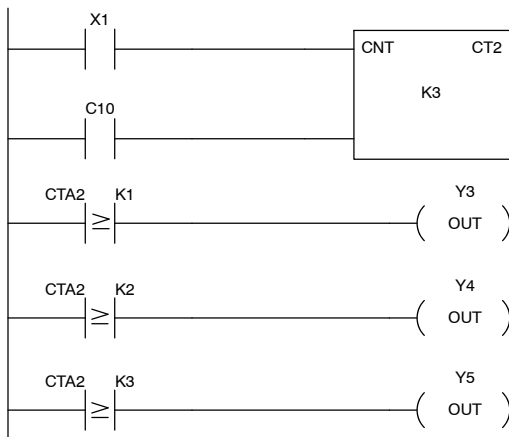 X1
CNT CT2
K3
C10
CTA2 ≥ K1
Y3
OUT
CTA2 ≥ K2
Y4
OUT
CTA2 ≥ K3
Y5
OUT